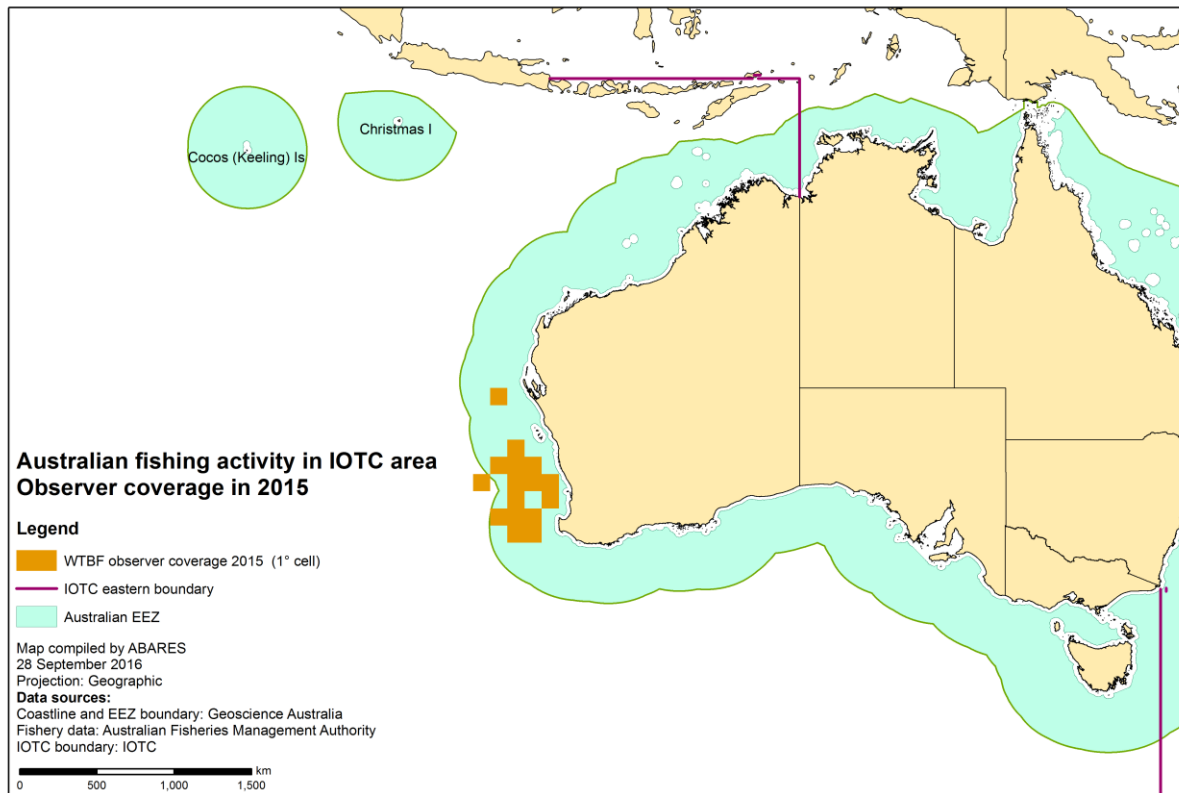 Christmas I
Cocos (Keeling) Is
Australian fishing activity in IOTC area
Observer coverage in 2015
Legend
WTBF observer coverage 2015 (1° cell)
IOTC eastern boundary
Australian EEZ
Map compiled by ABARES
28 September 2016
Projection: Geographic
Data sources:
Coastline and EEZ boundary: Geoscience Australia
Fishery data: Australian Fisheries Management Authority
IOTC boundary: IOTC
km
0 500 1,000 1,500